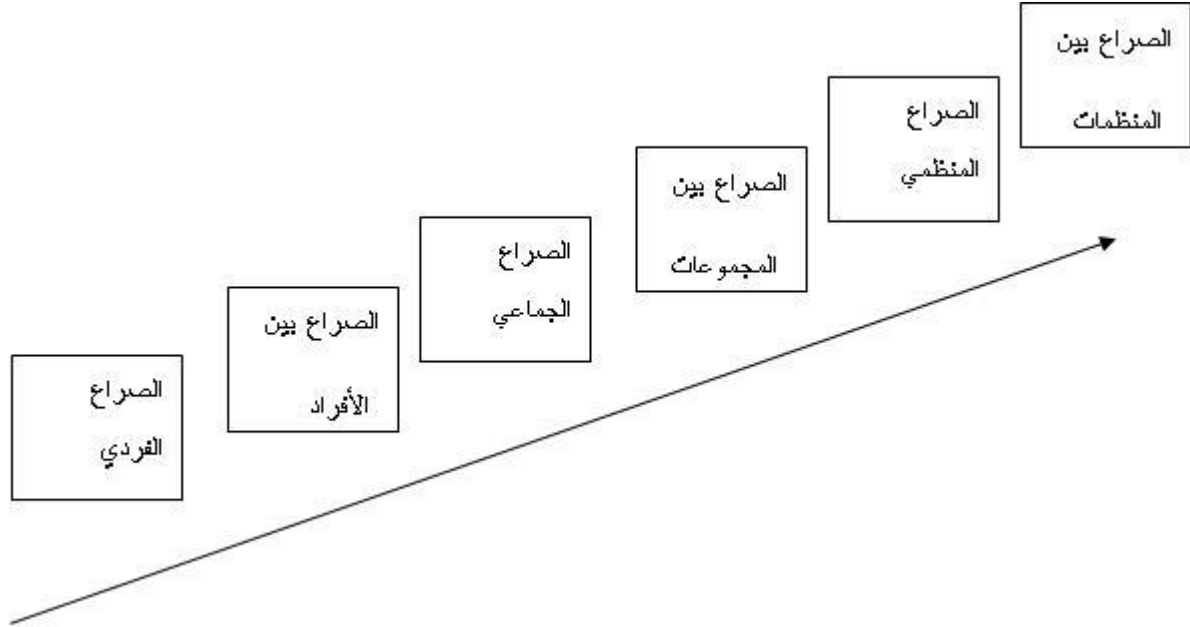 الصراع بين
المنظمات
الصراع
المنظمي
الصراع بين
المجموعات
الصراع
الجماعي
الصراع بين
الأفراد
الصراع
الفردي